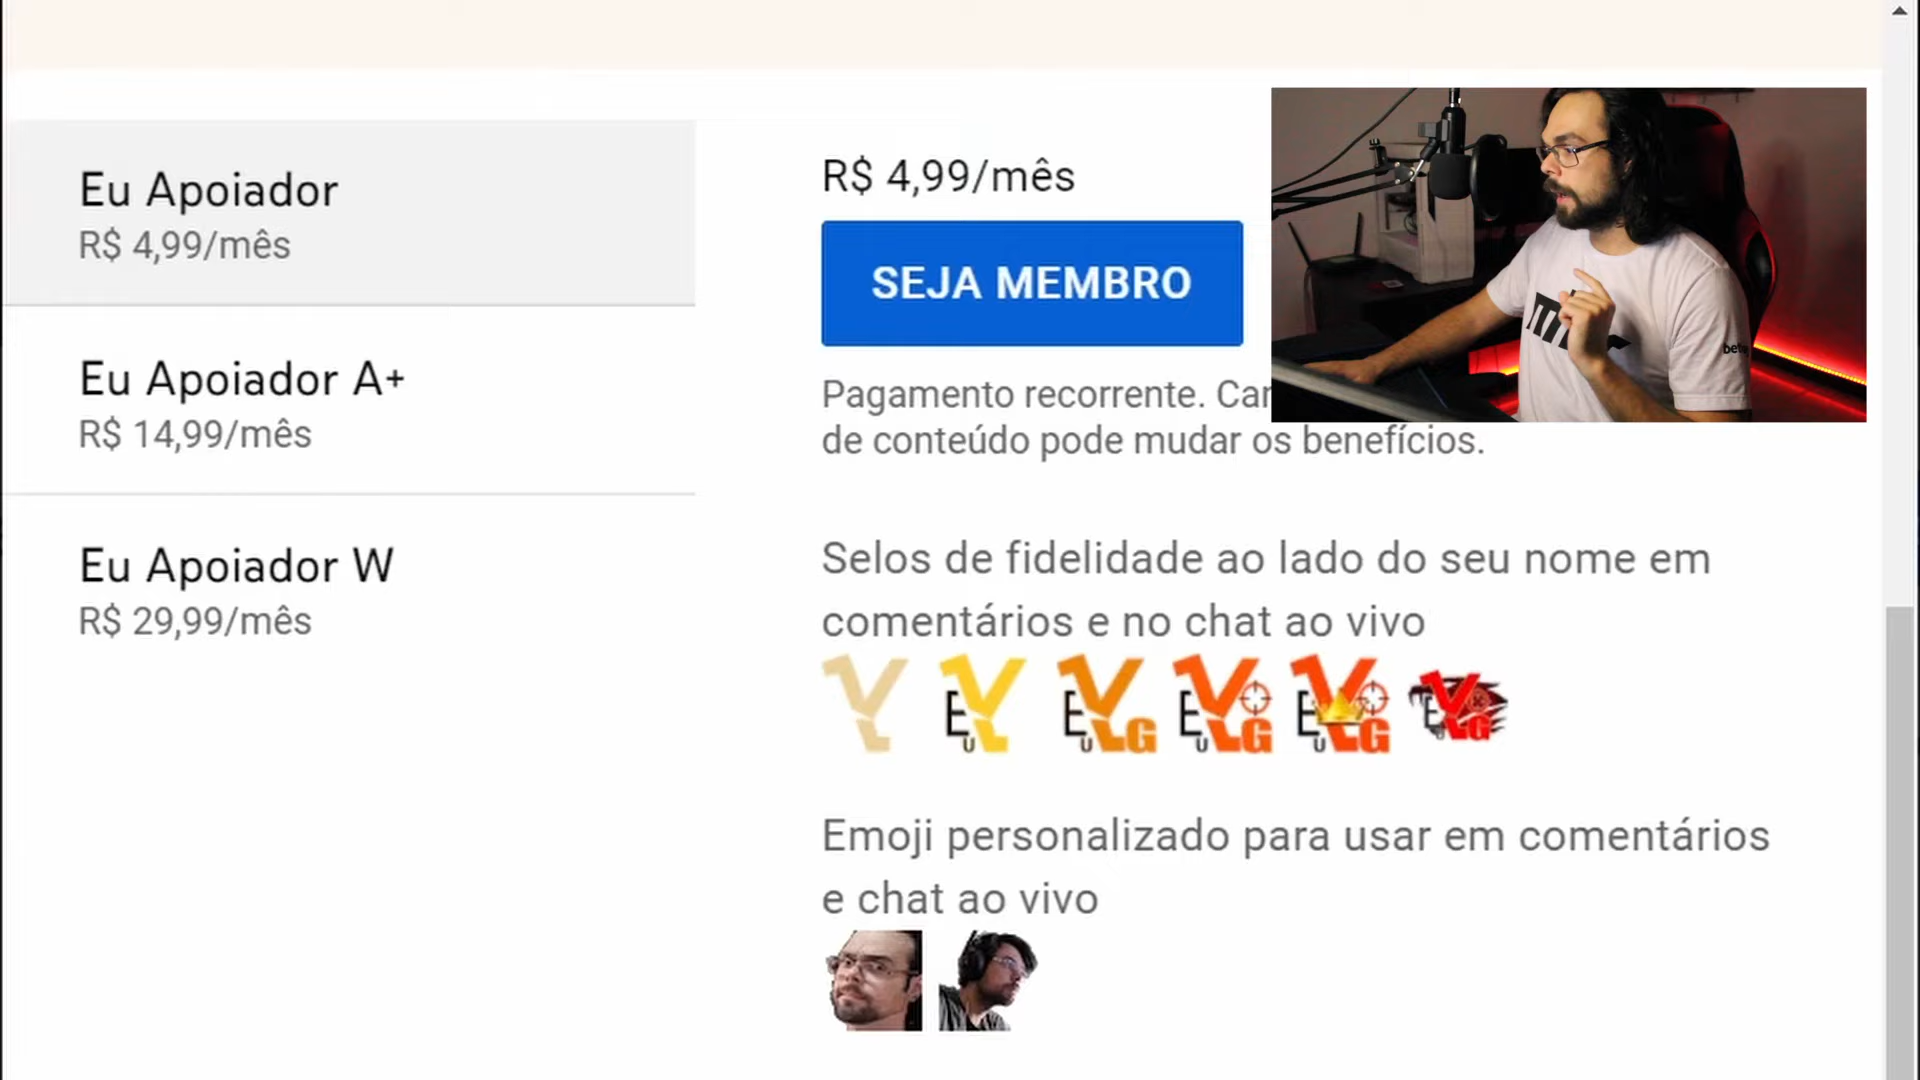 Eu Apoiador
R$ 4,99/mês
Eu Apoiador A+
R$ 14,99/mês
Eu Apoiador W
R$ 29,99/mês
R$ 4,99/mês
SEJA MEMBRO
Pagamento recorrente.
de conteúdo pode mudar os benefícios.
Selos de fidelidade ao lado do seu nome em
comentários e no chat ao vivo
Emoji personalizado para usar em comentários
e chat ao vivo